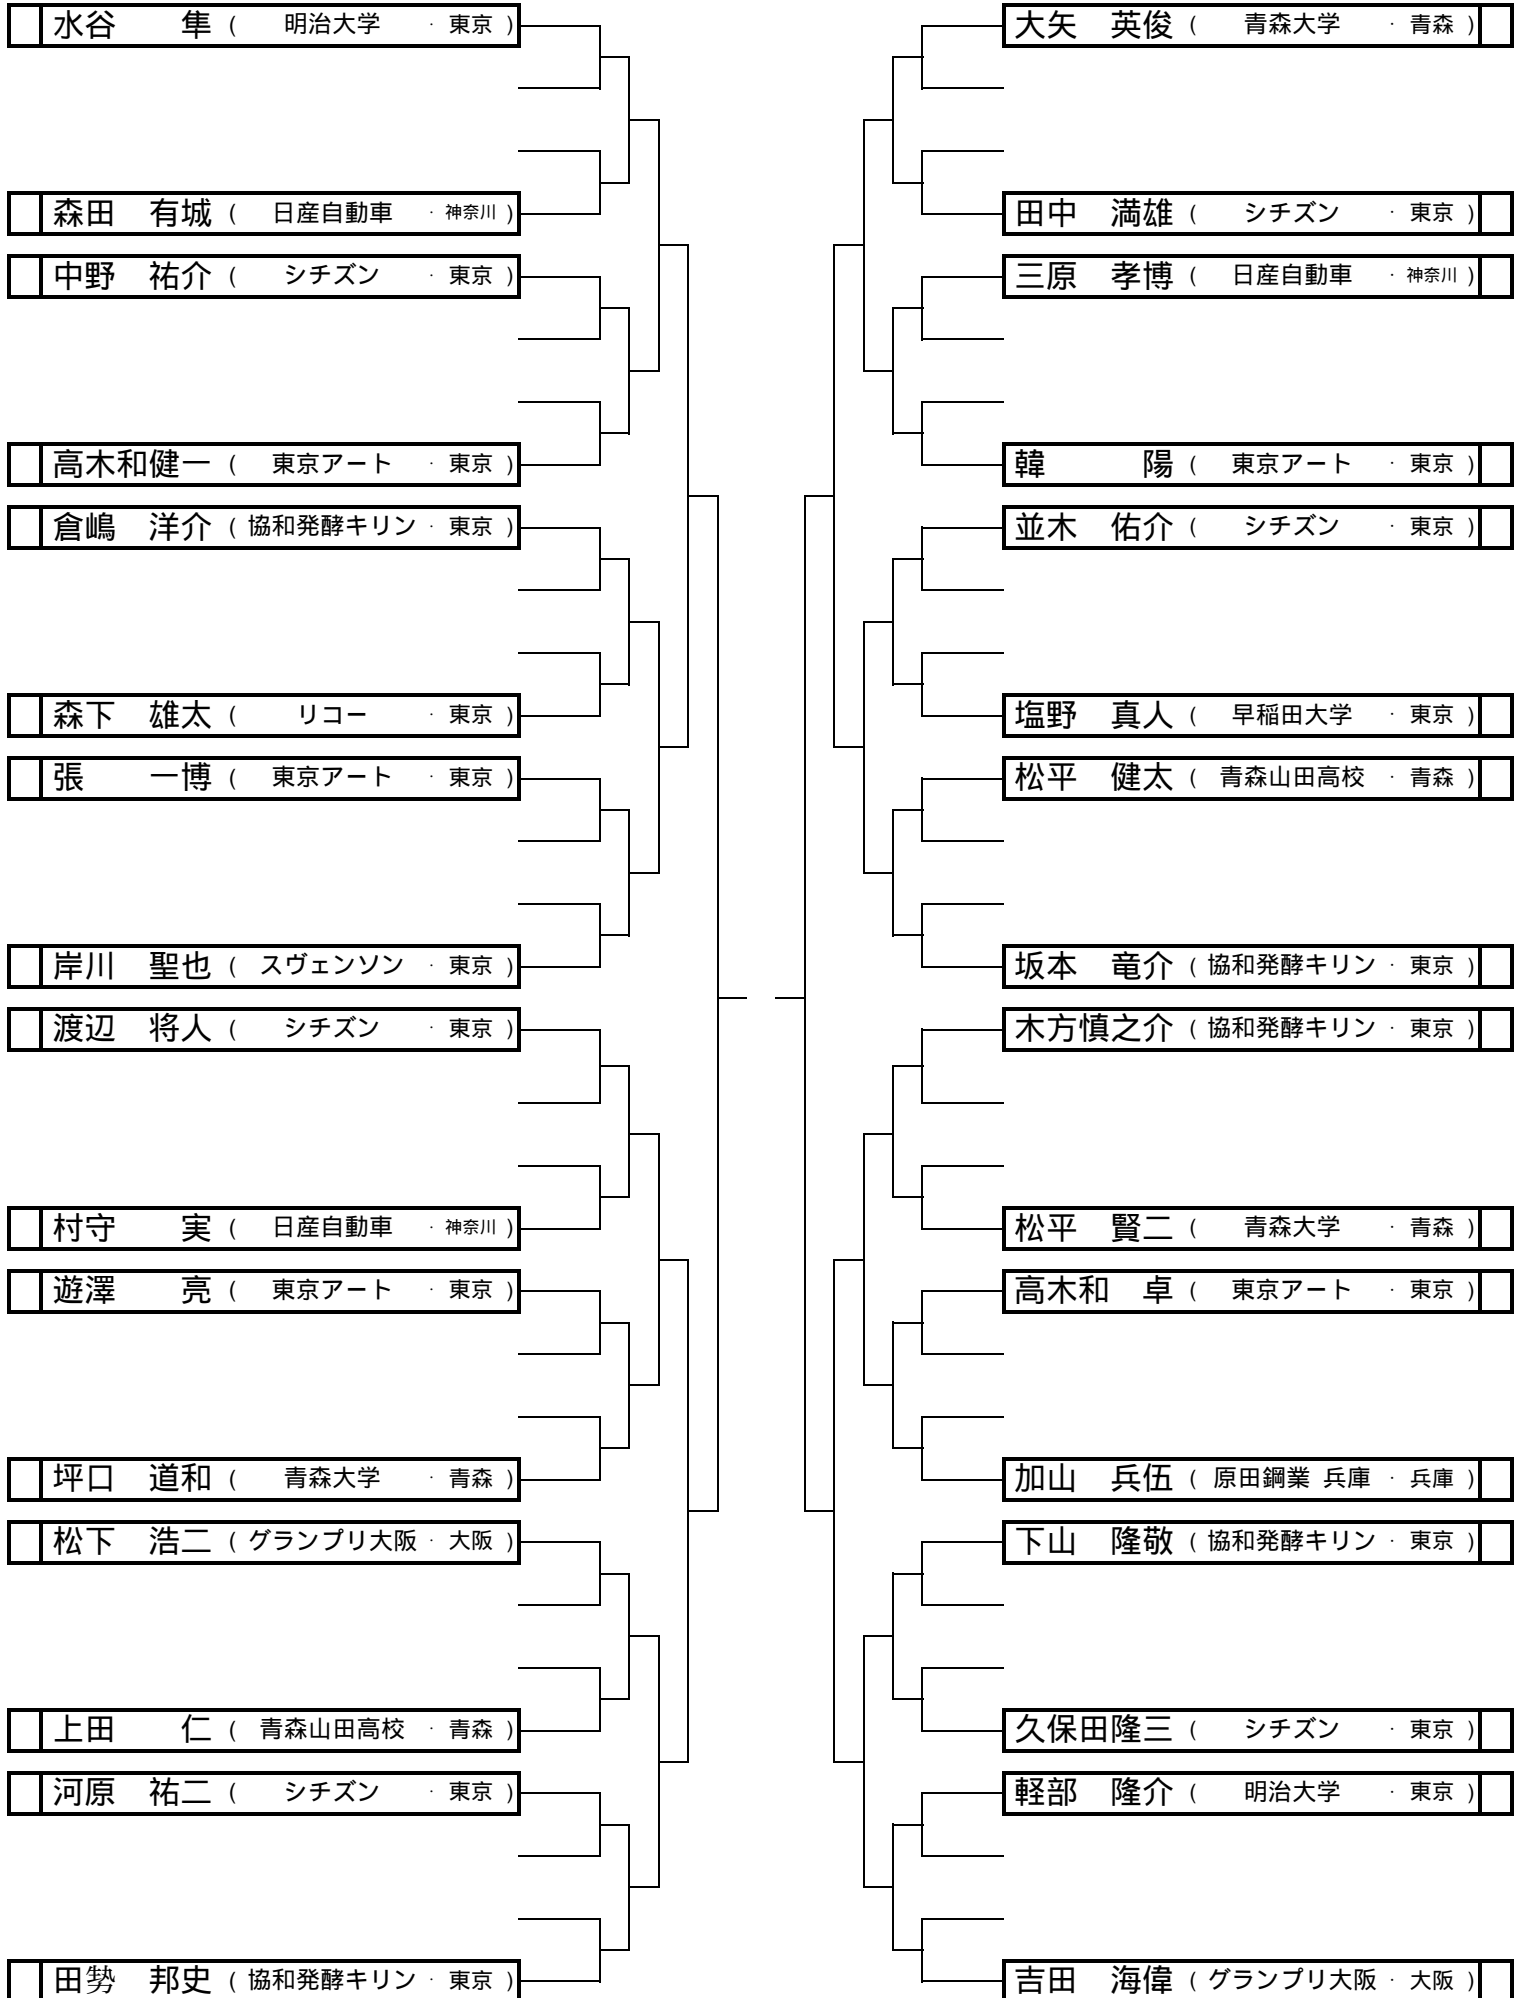 水谷　　隼 ( 明治大学 · 東京 )
森田　有城 ( 日産自動車 · 神奈川 )
中野　祐介 ( シチズン · 東京 )
高木和健一 ( 東京アート · 東京 )
倉嶋　洋介 ( 協和発酵キリン · 東京 )
森下　雄太 ( リコー · 東京 )
張　　一博 ( 東京アート · 東京 )
岸川　聖也 ( スヴェンソン · 東京 )
渡辺　将人 ( シチズン · 東京 )
村守　　実 ( 日産自動車 · 神奈川 )
遊澤　　亮 ( 東京アート · 東京 )
坪口　道和 ( 青森大学 · 青森 )
松下　浩二 ( グランプリ大阪 · 大阪 )
上田　　仁 ( 青森山田高校 · 青森 )
河原　祐二 ( シチズン · 東京 )
田㔟　邦史 ( 協和発酵キリン · 東京 )
大矢　英俊 ( 青森大学 · 青森 )
田中　満雄 ( シチズン · 東京 )
三原　孝博 ( 日産自動車 · 神奈川 )
韓　　　陽 ( 東京アート · 東京 )
並木　佑介 ( シチズン · 東京 )
塩野　真人 ( 早稲田大学 · 東京 )
松平　健太 ( 青森山田高校 · 青森 )
坂本　竜介 ( 協和発酵キリン · 東京 )
木方慎之介 ( 協和発酵キリン · 東京 )
松平　賢二 ( 青森大学 · 青森 )
高木和　卓 ( 東京アート · 東京 )
加山　兵伍 ( 原田鋼業 兵庫 · 兵庫 )
下山　隆敬 ( 協和発酵キリン · 東京 )
久保田隆三 ( シチズン · 東京 )
軽部　隆介 ( 明治大学 · 東京 )
吉田　海偉 ( グランプリ大阪 · 大阪 )